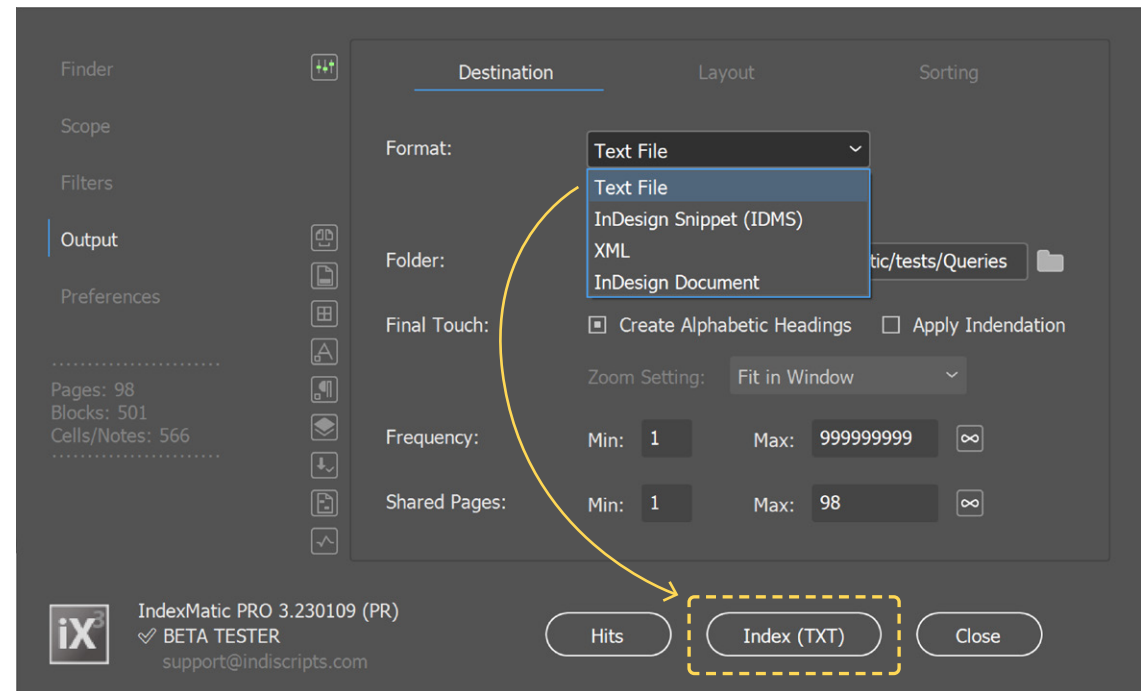 Finder
Scope
Filters
Output
Preferences
Pages: 98
Blocks: 501
Cells/Notes: 566
Destination Layout Sorting
Format: Text File
Text File
InDesign Snippet (IDMS)
XML
InDesign Document
Folder: tic/tests/Queries
Final Touch: Create Alphabetic Headings Apply Indendation
Zoom Setting: Fit in Window
Frequency: Min: 1 Max: 999999999 ∞
Shared Pages: Min: 1 Max: 98 ∞
iX3
IndexMatic PRO 3.230109 (PR)
✓ BETA TESTER
support@indiscripts.com
Hits Index (TXT) Close